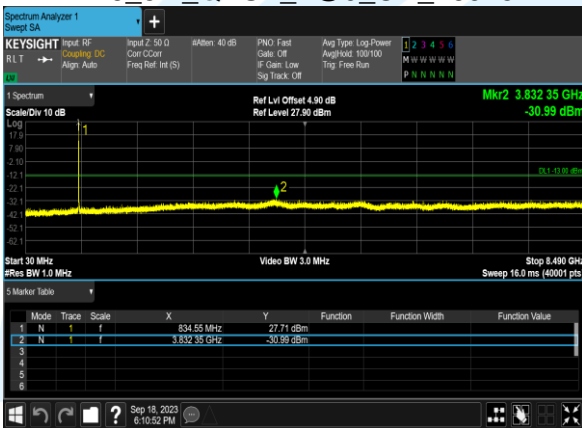 Spectrum Analyzer 1
Swept SA
KEYSIGHT Input: RF Input Z: 50 Ω #Atten: 40 dB PNO: Fast Avg Type: Log-Power 1 2 3 4 5 6
RLT Coupling: DC Corr CCorr Gate: Off Avg|Hold: 100/100 M W W W W W
Align: Auto Freq Ref: Int (S) IF Gain: Low Trig: Free Run
Sig Track: Off P N N N N N
LW
1 Spectrum Ref Lvl Offset 4.90 dB Mkr2 3.832 35 GHz
Scale/Div 10 dB Ref Level 27.90 dBm -30.99 dBm
Log
17.9 1
7.90
-2.10
-12.1 DL1 -13.00 dBm
-22.1 2
-32.1
-42.1
-52.1
-62.1
Start 30 MHz Video BW 3.0 MHz Stop 8.490 GHz
#Res BW 1.0 MHz Sweep 16.0 ms (40001 pts
5 Marker Table
Mode Trace Scale X Y Function Function Width Function Value
1 N 1 f 834.55 MHz 27.71 dBm
2 N 1 f 3.832 35 GHz -30.99 dBm
3
4
5
6
? Sep 18, 2023
6:10:52 PM